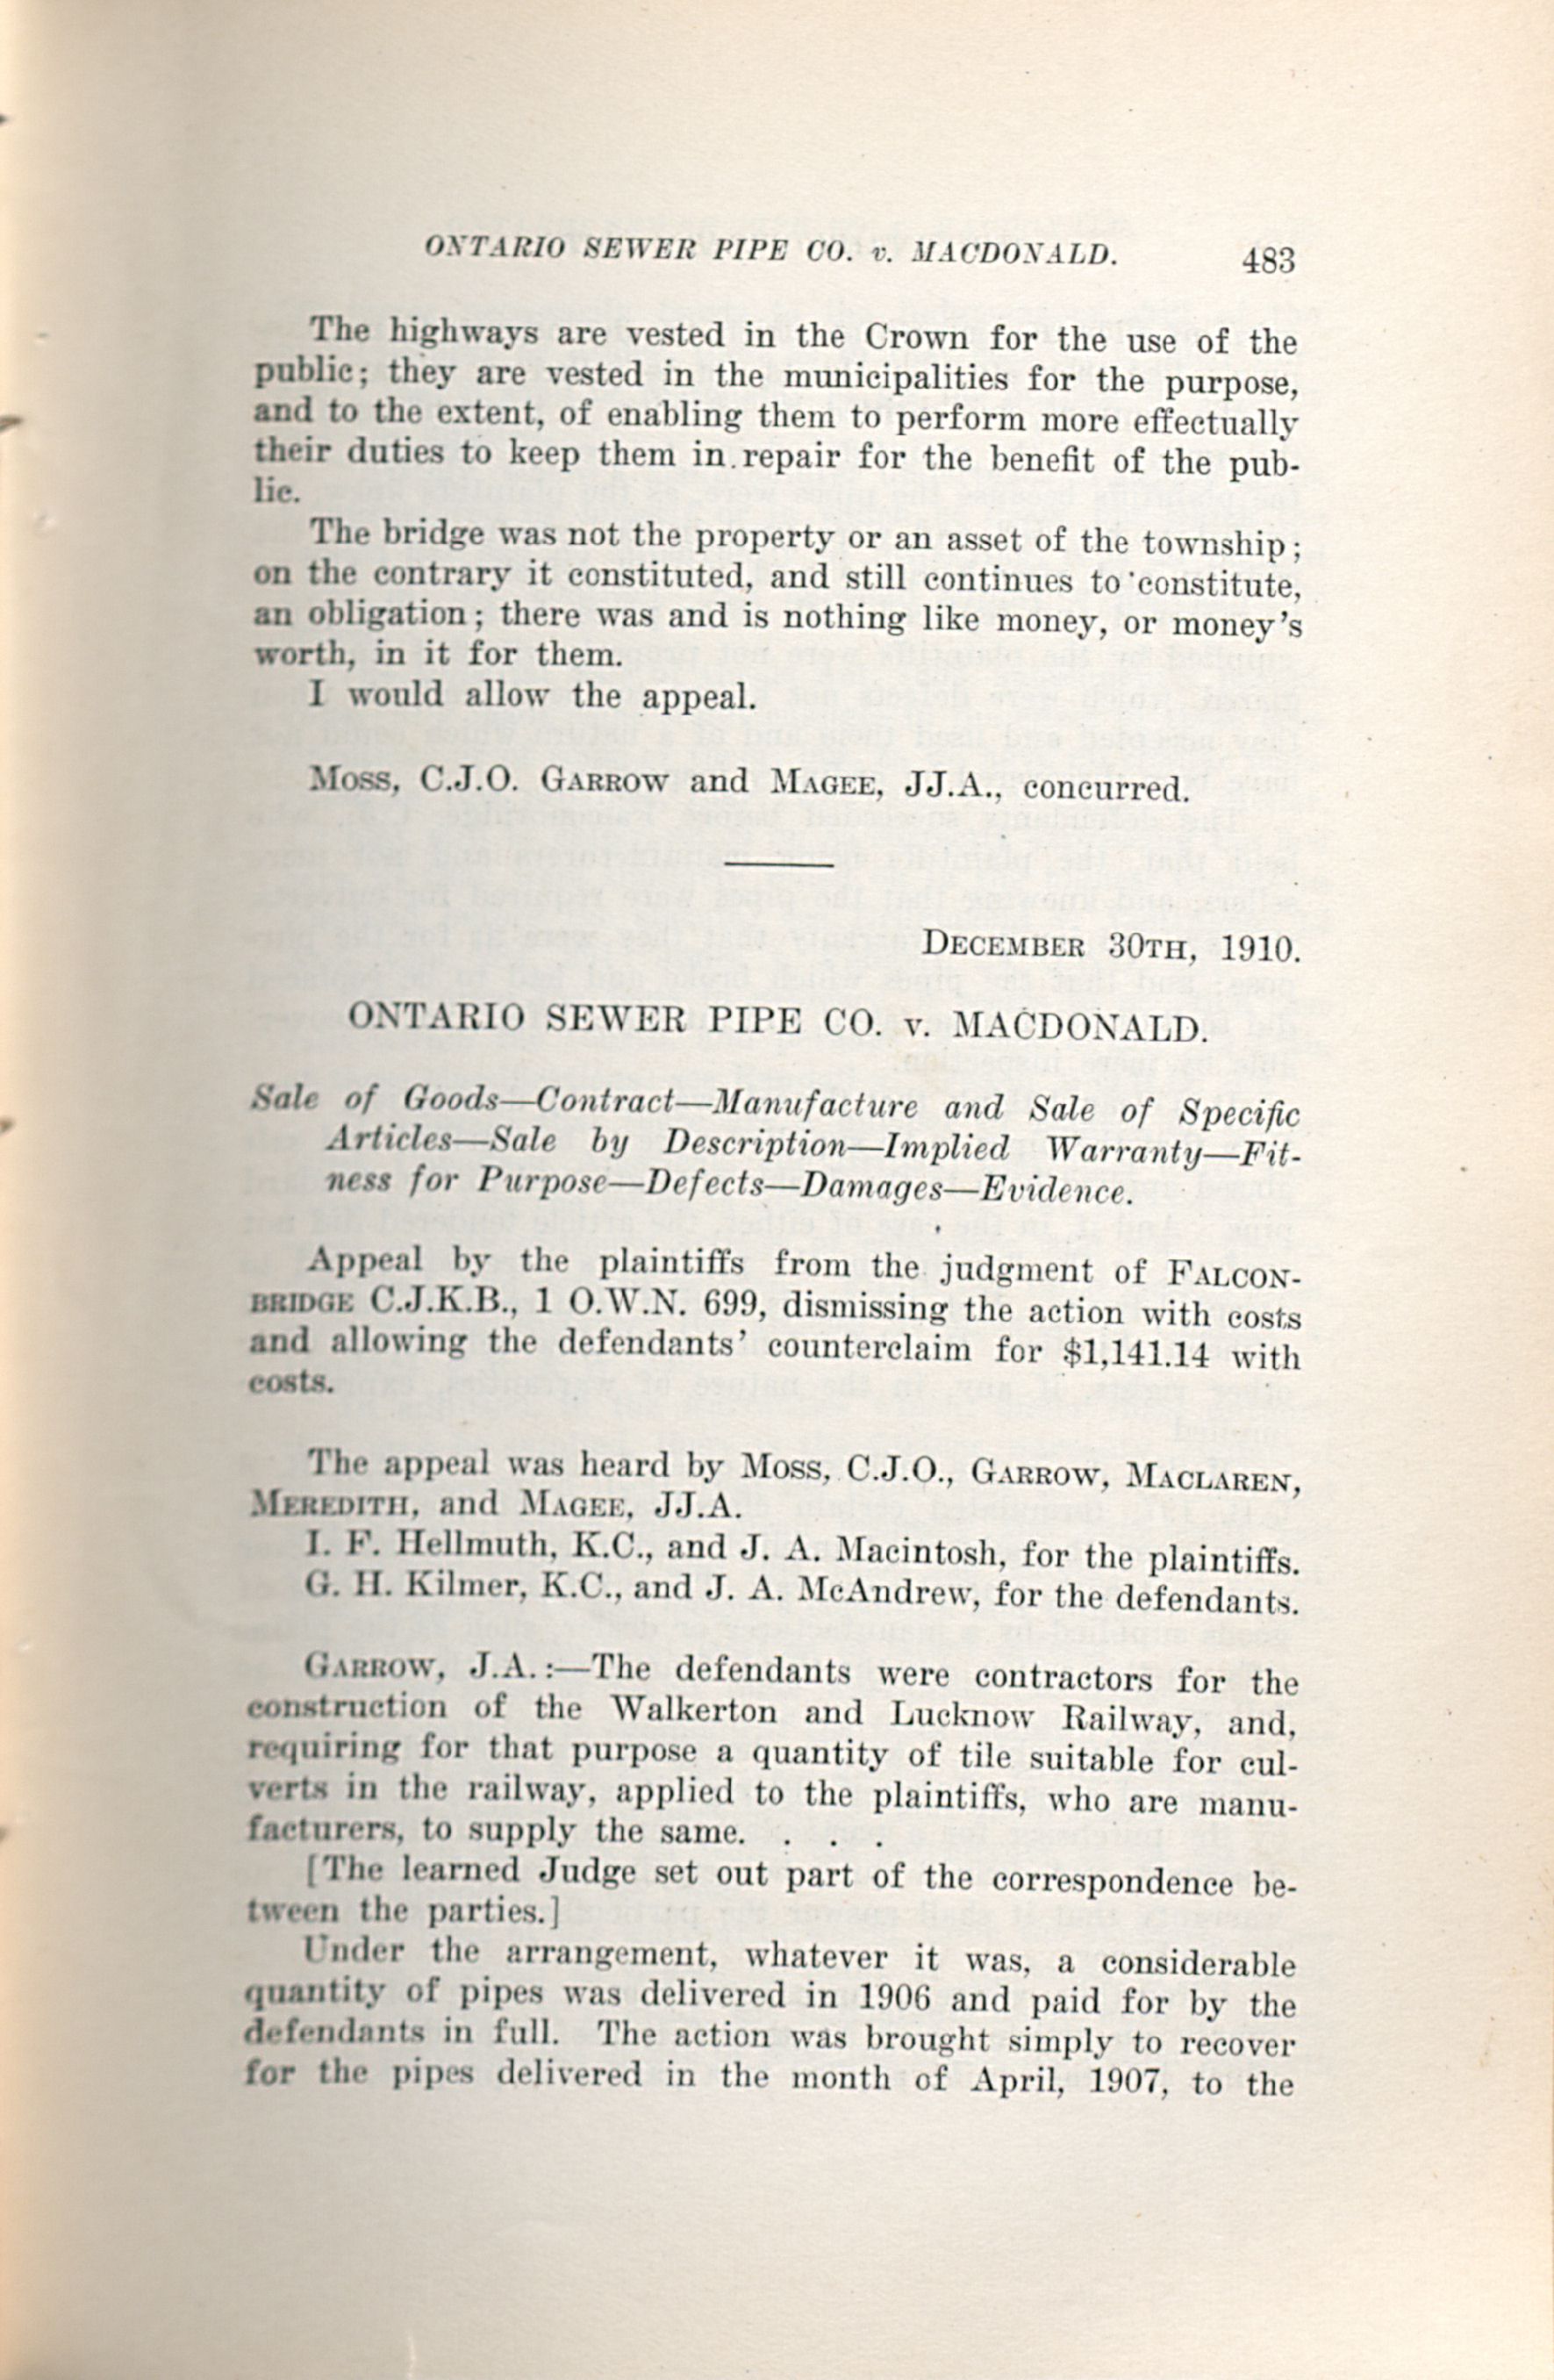 ONTARIO SEWER PIPE CO. v. MACDONALD. 483
The highways are vested in the Crown for the use of the
public; they are vested in the municipalities for the purpose,
and to the extent, of enabling them to perform more effectually
their duties to keep them in repair for the benefit of the pub-
lic.
The bridge was not the property or an asset of the township;
on the contrary it constituted, and still continues to constitute,
an obligation; there was and is nothing like money, or money's
worth, in it for them.
I would allow the appeal.
MOSS, C.J.O. GARROW and MAGEE, JJ.A., concurred.
DECEMBER 30TH, 1910.
ONTARIO SEWER PIPE CO. v. MACDONALD.
Sale of Goods—Contract—Manufacture and Sale of Specific
Articles—Sale by Description—Implied Warranty—Fit-
ness for Purpose—Defects—Damages—Evidence.
Appeal by the plaintiffs from the judgment of FALCON-
BRIDGE C.J.K.B., 1 O.W.N. 699, dismissing the action with costs
and allowing the defendants' counterclaim for $1,141.14 with
costs.
The appeal was heard by MOSS, C.J.O., GARROW, MACLAREN,
MEREDITH, and MAGEE, JJ.A.
I. F. Hellmuth, K.C., and J. A. Macintosh, for the plaintiffs.
G. H. Kilmer, K.C., and J. A. McAndrew, for the defendants.
GARROW, J.A.:—The defendants were contractors for the
construction of the Walkerton and Lucknow Railway, and,
requiring for that purpose a quantity of tile suitable for cul-
verts in the railway, applied to the plaintiffs, who are manu-
facturers, to supply the same. . . .
[The learned Judge set out part of the correspondence be-
tween the parties.]
Under the arrangement, whatever it was, a considerable
quantity of pipes was delivered in 1906 and paid for by the
defendants in full. The action was brought simply to recover
for the pipes delivered in the month of April, 1907, to the